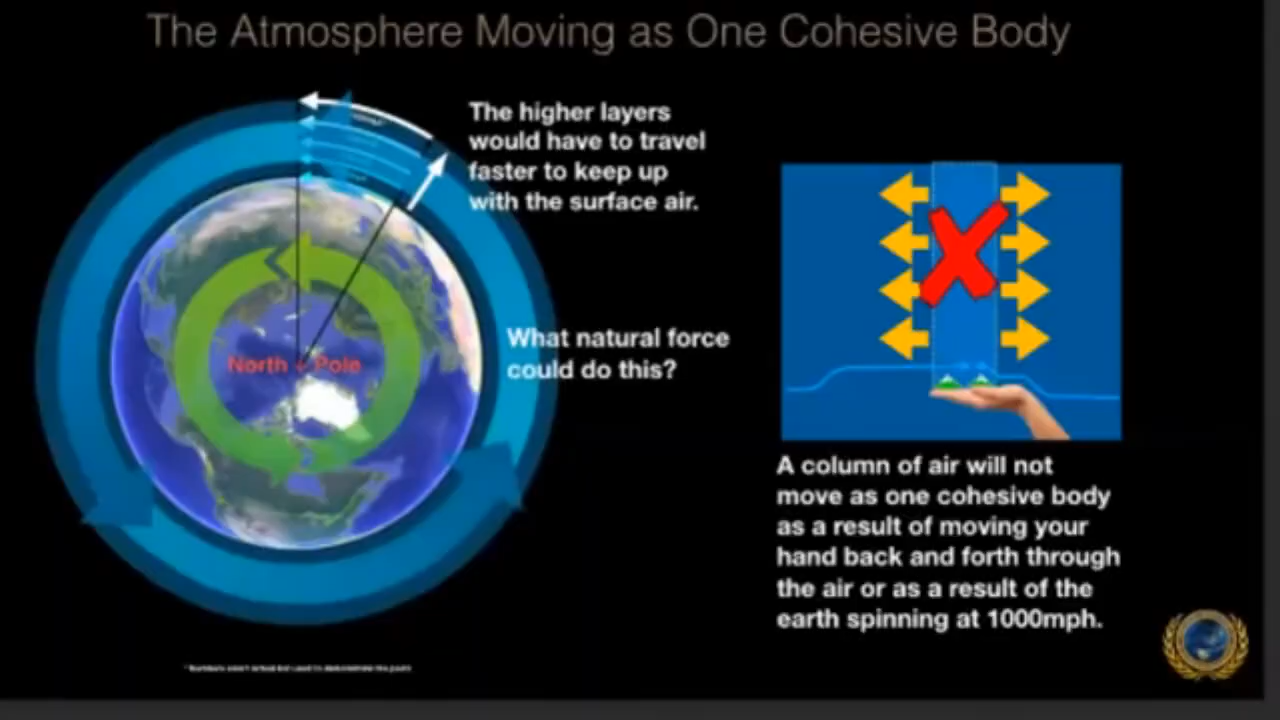 The Atmosphere Moving as One Cohesive Body
The higher layers
would have to travel
faster to keep up
with the surface air.
What natural force
could do this?
North + Pole
A column of air will not
move as one cohesive body
as a result of moving your
hand back and forth through
the air or as a result of the
earth spinning at 1000mph.